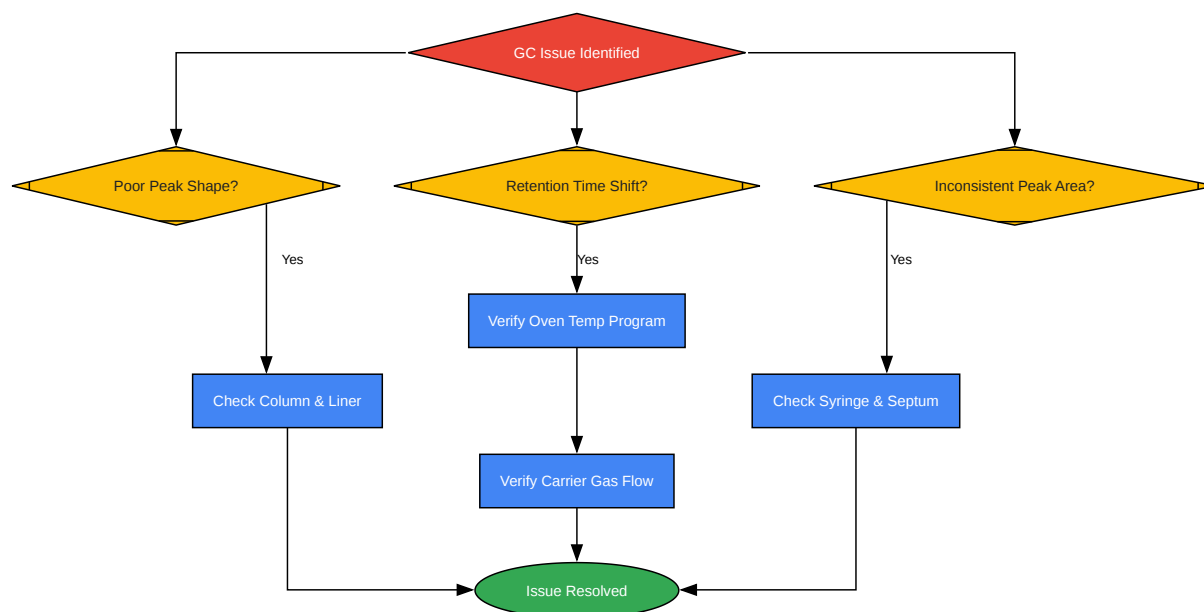 GC Issue Identified
Poor Peak Shape?
Retention Time Shift?
Inconsistent Peak Area?
Yes
Yes
Yes
Verify Oven Temp Program
Check Column & Liner
Check Syringe & Septum
Verify Carrier Gas Flow
Issue Resolved